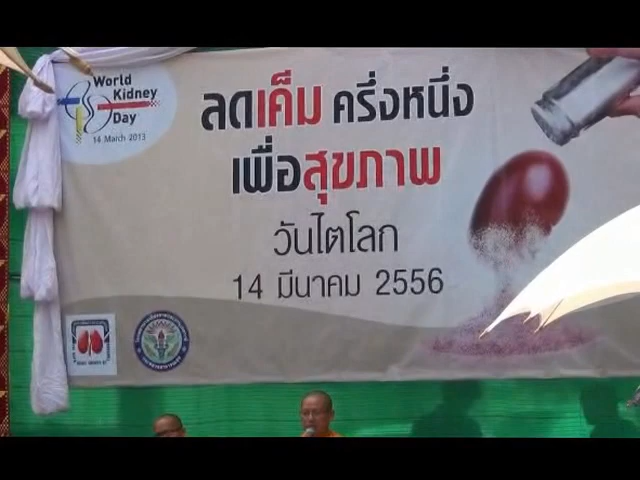 World
Kidney
Day
14 March 2013
ลดเค็ม ครึ่งหนึ่ง
เพื่อสุขภาพ
วันไตโลก
14 มีนาคม 2556